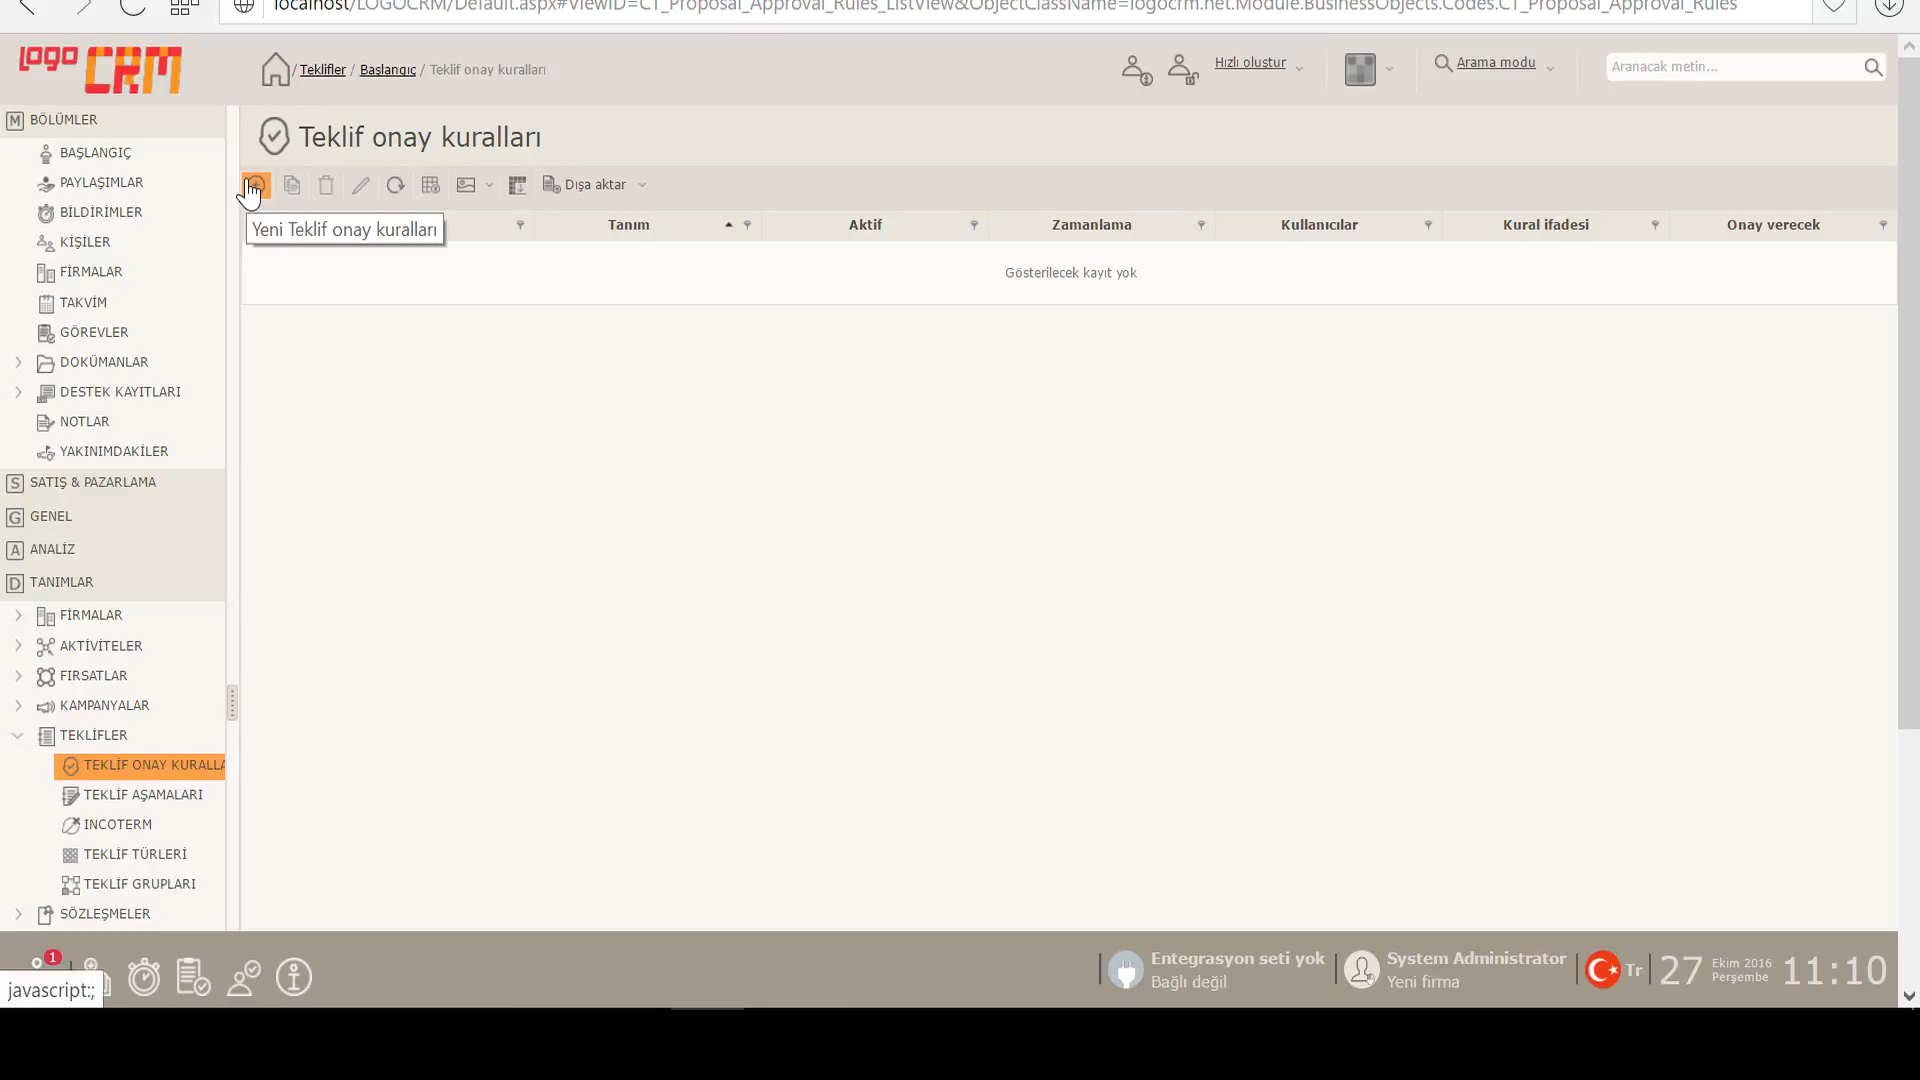 localhost/LOGOCRM/Default.aspx#ViewID=CT_Proposal_Approval_Rules_ListView&ObjectClassName=logocrm.net.Module.BusinessObjects.Codes.CT_Proposal_Approval_Rules
LOGO CRM
/ Teklifler / Başlangıç / Teklif onay kuralları
Hızlı oluştur
Arama modu
Aranacak metin...
M BÖLÜMLER
BAŞLANGIÇ
PAYLAŞIMLAR
BİLDİRİMLER
KİŞİLER
FİRMALAR
TAKVİM
GÖREVLER
DOKÜMANLAR
DESTEK KAYITLARI
NOTLAR
YAKINIMDAKİLER
S SATIŞ & PAZARLAMA
G GENEL
A ANALİZ
D TANIMLAR
FİRMALAR
AKTİVİTELER
FIRSATLAR
KAMPANYALAR
TEKLİFLER
TEKLİF ONAY KURALLA
TEKLİF AŞAMALARI
INCOTERM
TEKLİF TÜRLERİ
TEKLİF GRUPLARI
SÖZLEŞMELER
Teklif onay kuralları
Dışa aktar
Yeni Teklif onay kuralları
Tanım Aktif Zamanlama Kullanıcılar Kural ifadesi Onay verecek
Gösterilecek kayıt yok
1
javascript:;
Entegrasyon seti yok
Bağlı değil
System Administrator
Yeni firma
Tr
27
Ekim 2016
Perşembe
11:10